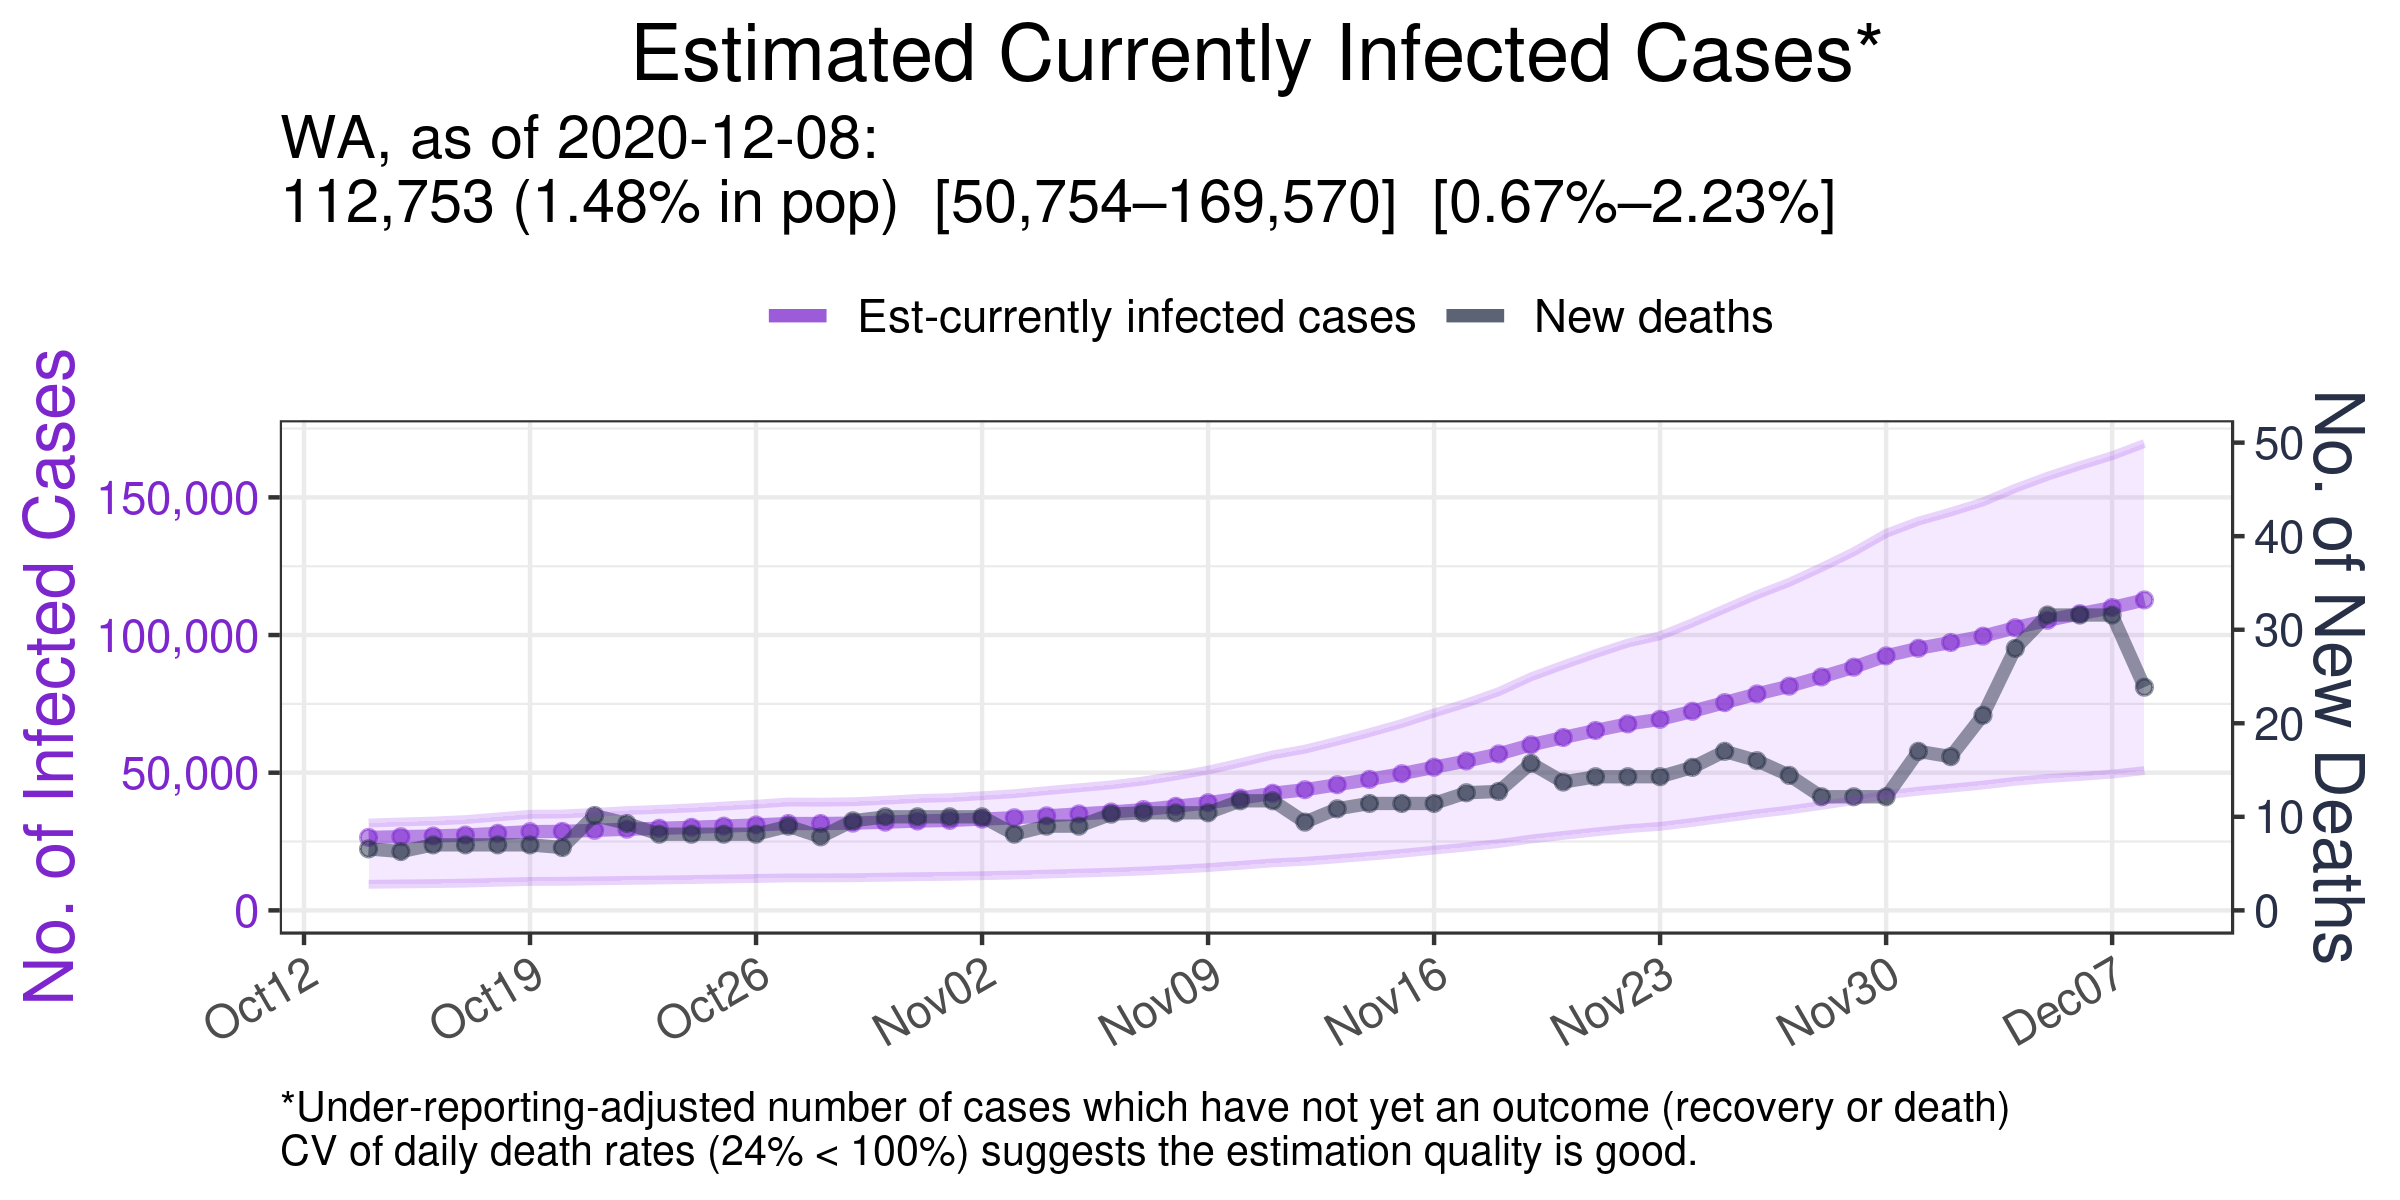 Estimated Currently Infected Cases*
WA, as of 2020-12-08:
112,753 (1.48% in pop)  [50,754–169,570]  [0.67%–2.23%]
Est-currently infected cases
New deaths
No. of Infected Cases
150,000
100,000
50,000
0
50
40
30
20
10
0
No. of New Deaths
Oct12
Oct19
Oct26
Nov02
Nov09
Nov16
Nov23
Nov30
Dec07
*Under-reporting-adjusted number of cases which have not yet an outcome (recovery or death)
CV of daily death rates (24% < 100%) suggests the estimation quality is good.